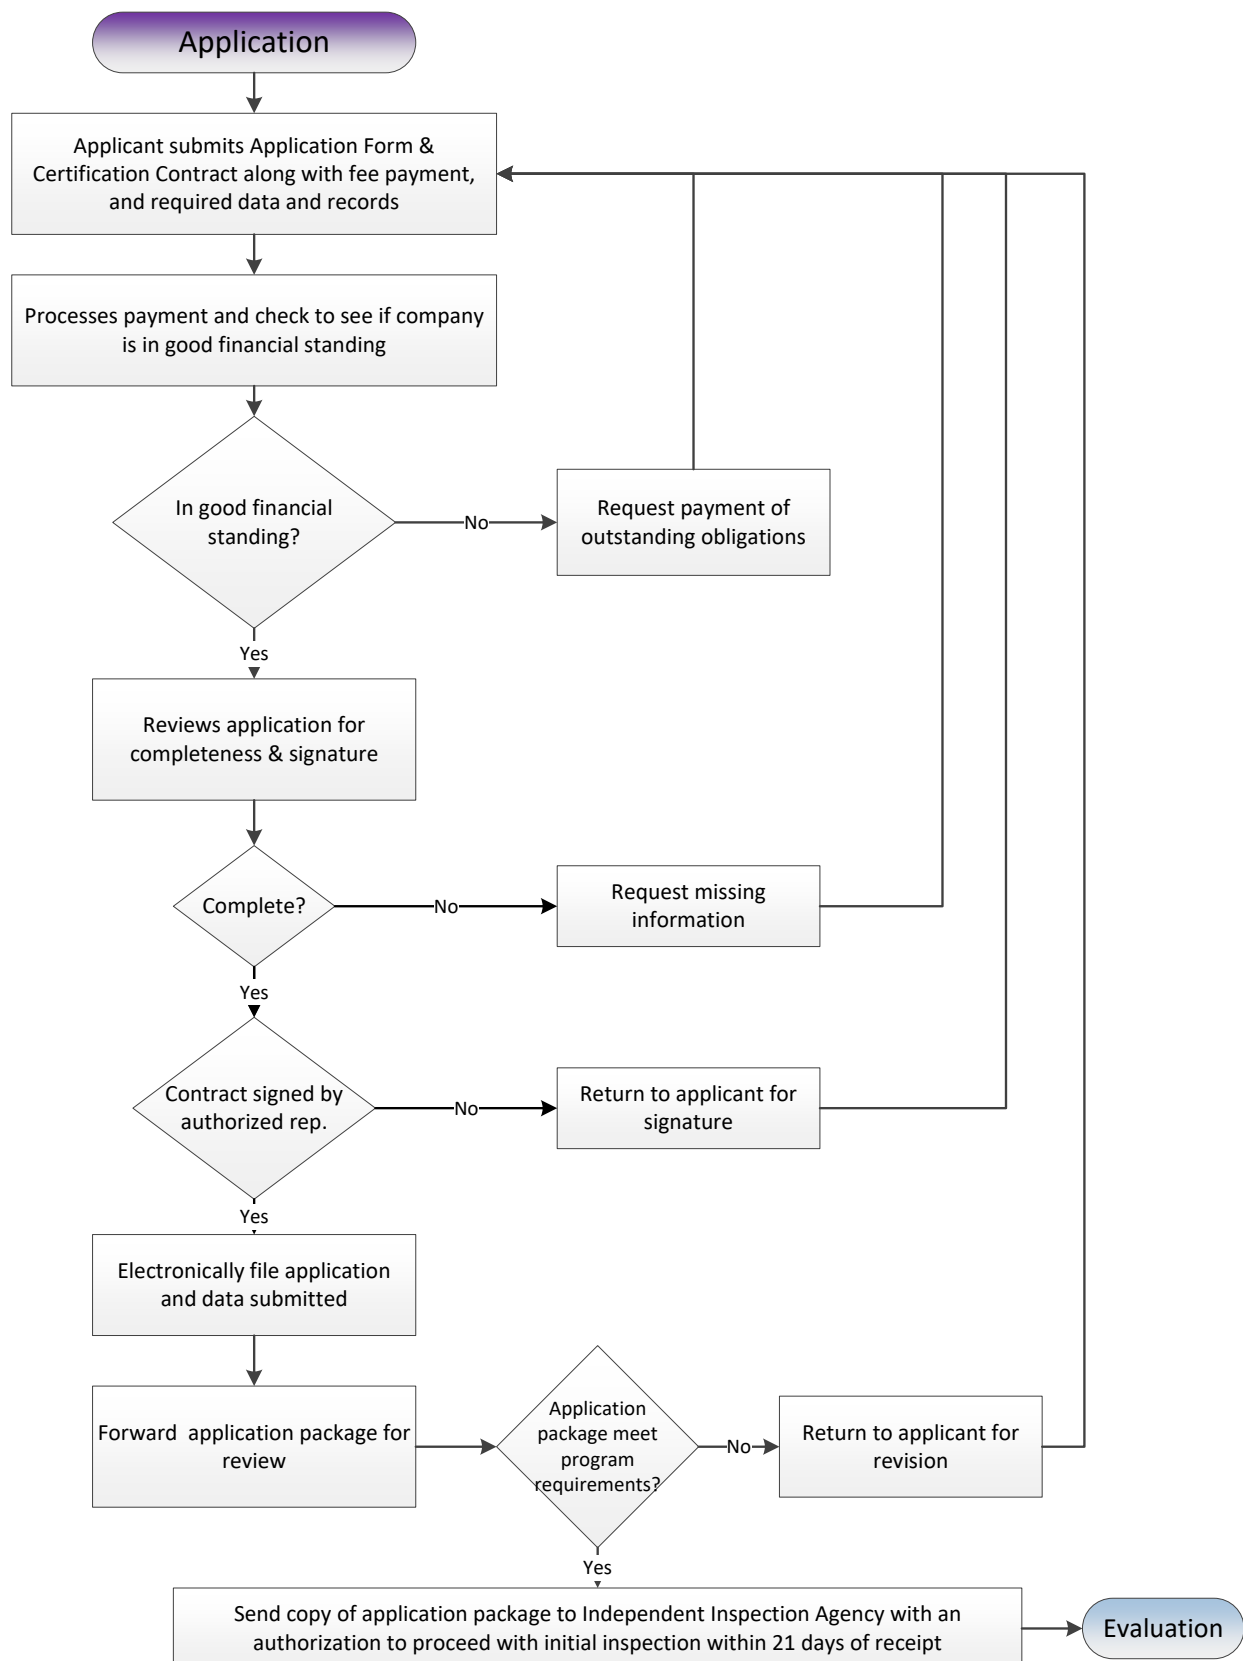 Application
Applicant submits Application Form &
Certification Contract along with fee payment,
and required data and records
Processes payment and check to see if company
is in good financial standing
In good financial
standing?
No
Request payment of
outstanding obligations
Yes
Reviews application for
completeness & signature
Complete?
No
Request missing
information
Yes
Contract signed by
authorized rep.
No
Return to applicant for
signature
Yes
Electronically file application
and data submitted
Forward application package for
review
Application
package meet
program
requirements?
No
Return to applicant for
revision
Yes
Send copy of application package to Independent Inspection Agency with an
authorization to proceed with initial inspection within 21 days of receipt
Evaluation